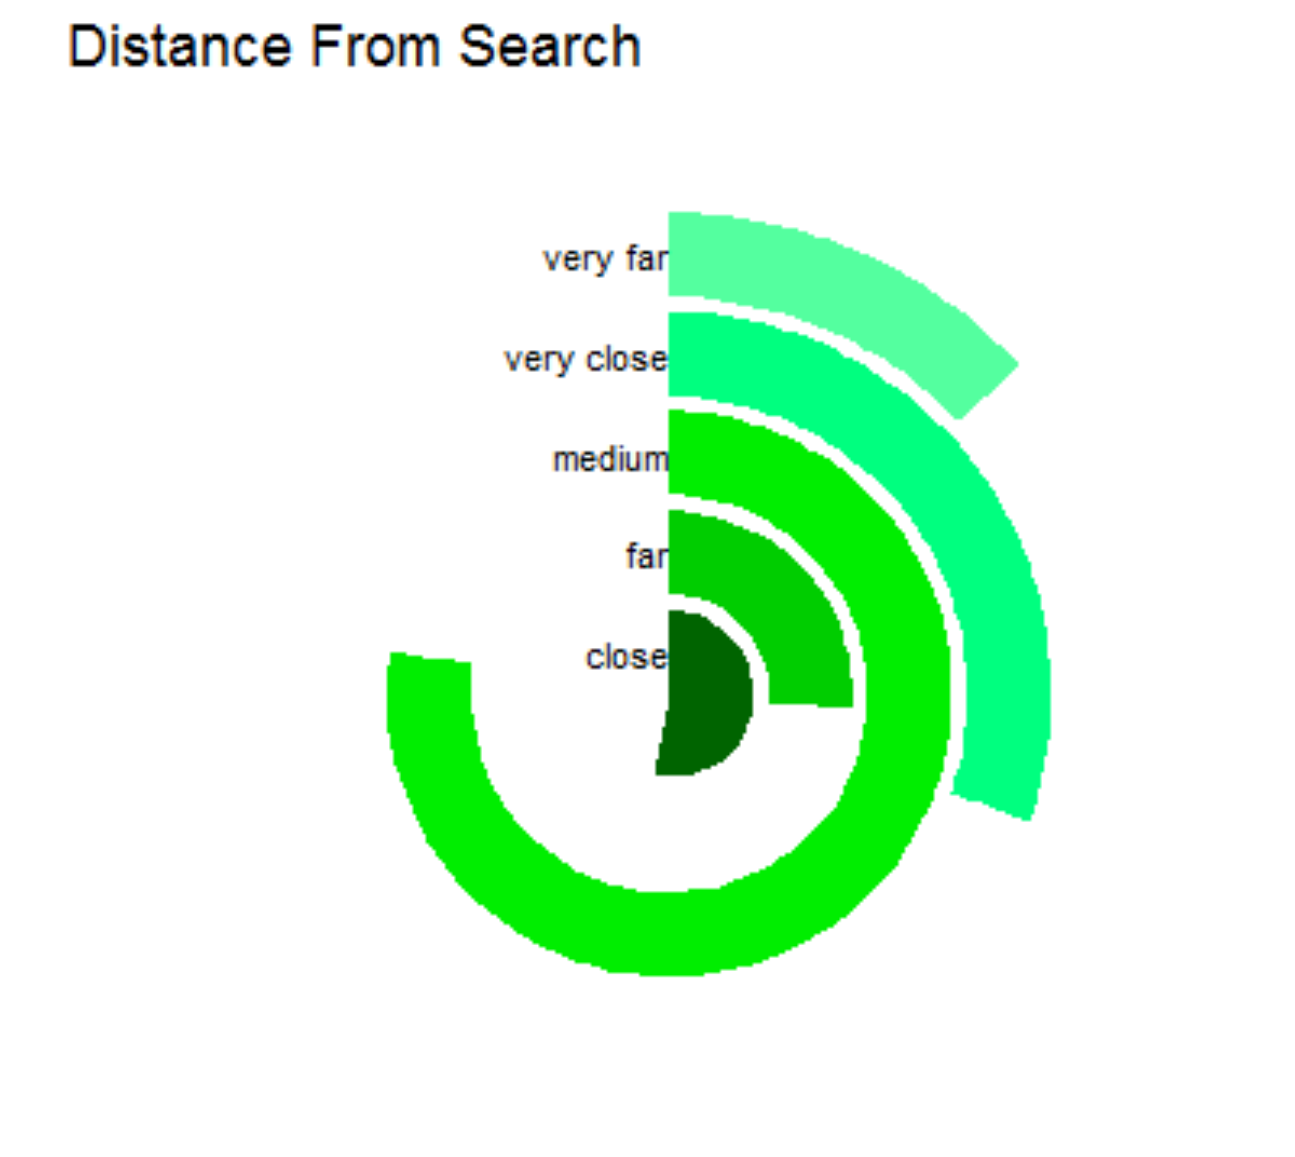 Distance From Search
very far
very close
medium
far
close